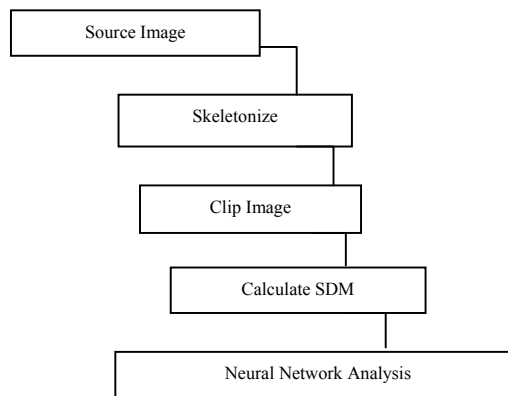 Source Image
Skeletonize
Clip Image
Calculate SDM
Neural Network Analysis